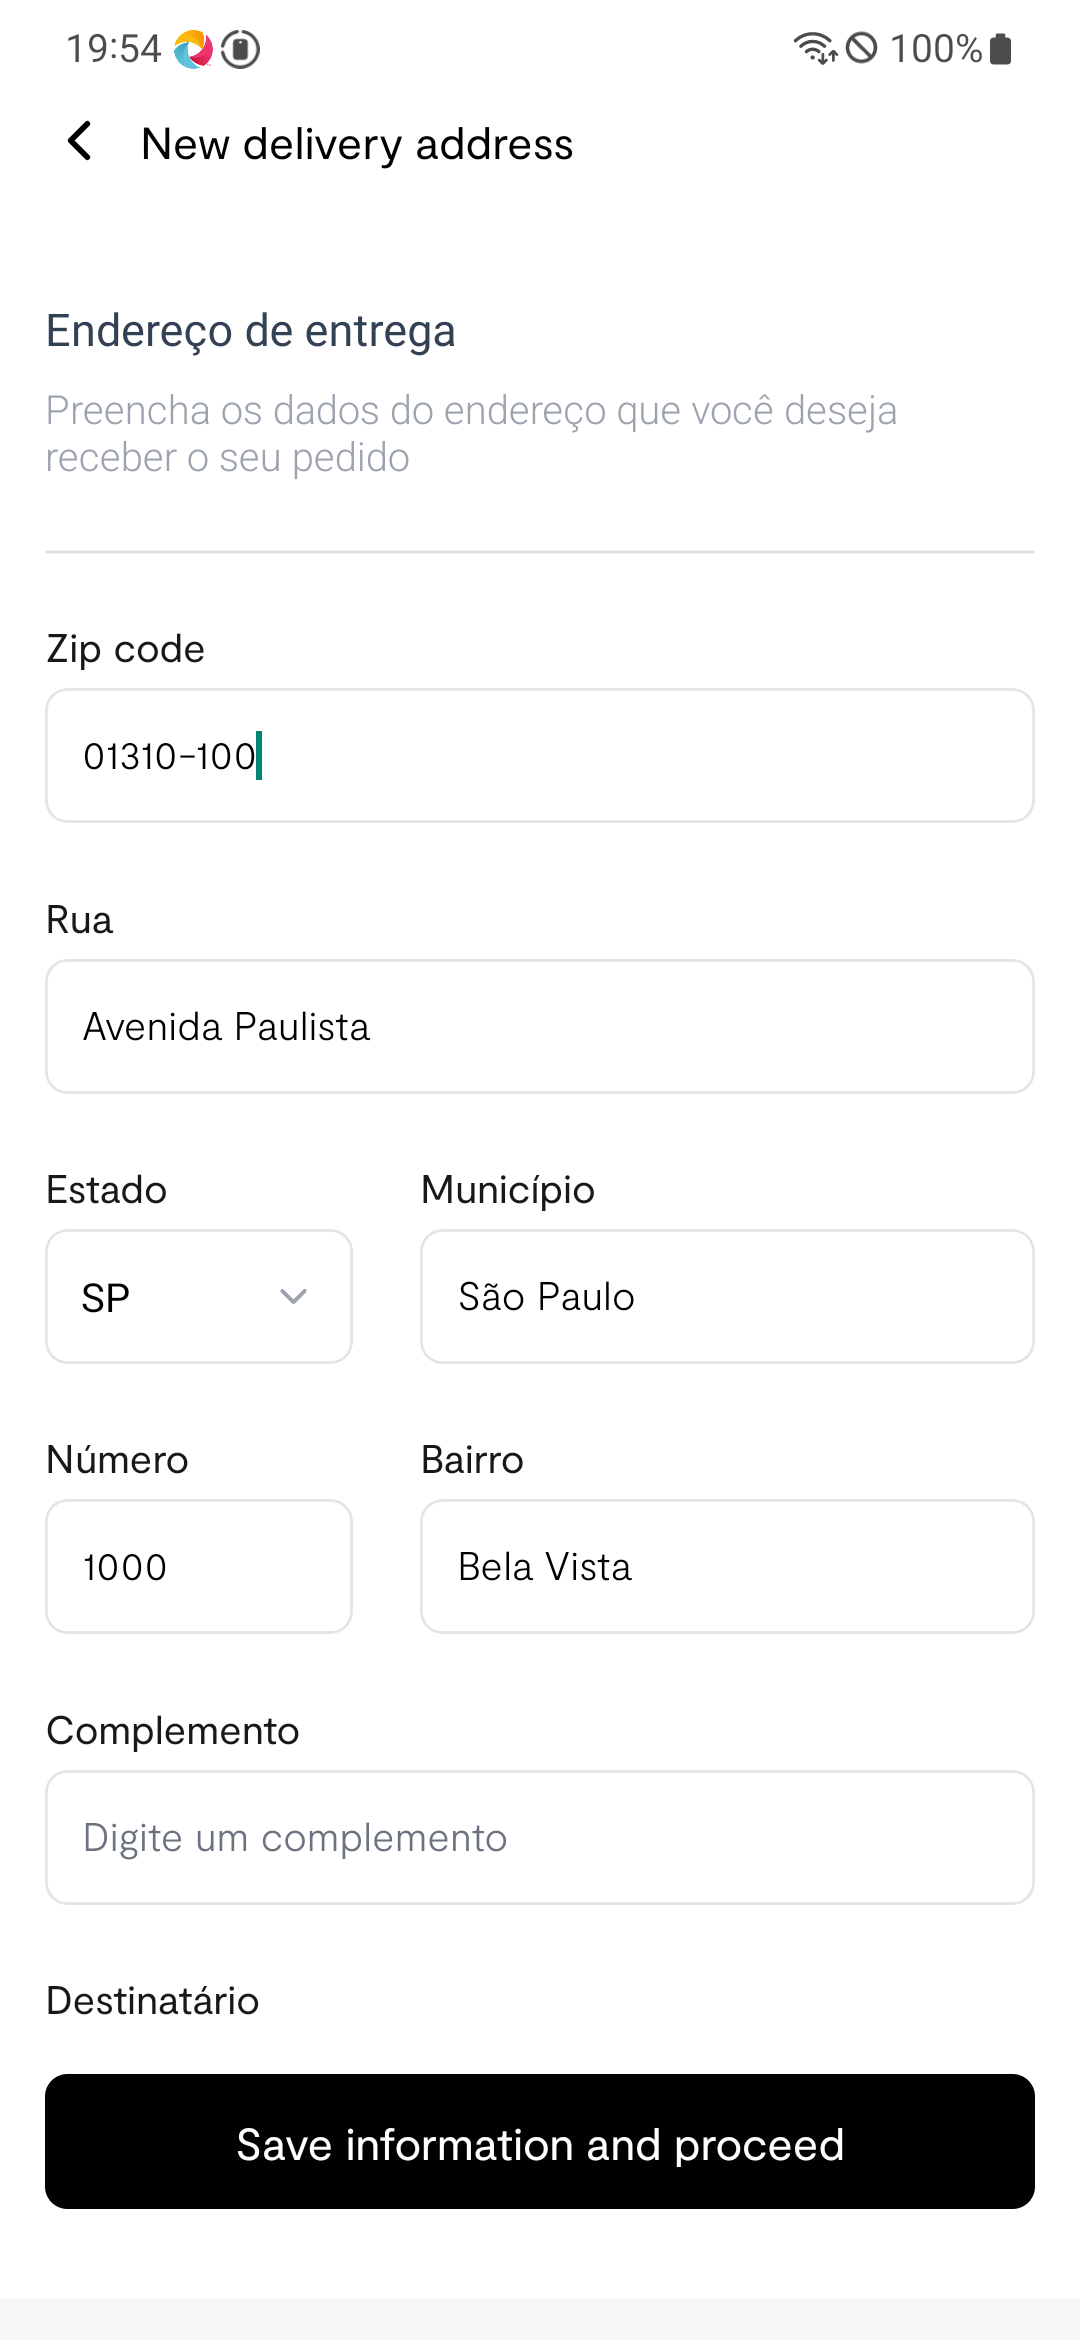 19:54
100%
New delivery address
Endereço de entrega
Preencha os dados do endereço que você deseja
receber o seu pedido
Zip code
01310-100
Rua
Avenida Paulista
Estado
Município
SP
São Paulo
Número
Bairro
1000
Bela Vista
Complemento
Digite um complemento
Destinatário
Save information and proceed